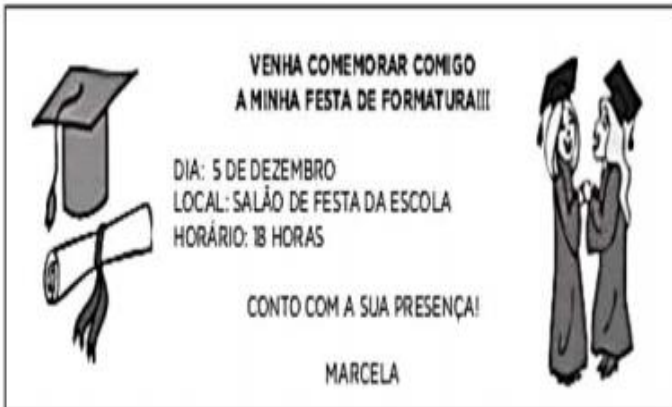 VENHA COMEMORAR COMIGO
A MINHA FESTA DE FORMATURA!!!
DIA: 5 DE DEZEMBRO
LOCAL: SALÃO DE FESTA DA ESCOLA
HORÁRIO: 18 HORAS
CONTO COM A SUA PRESENÇA!
MARCELA